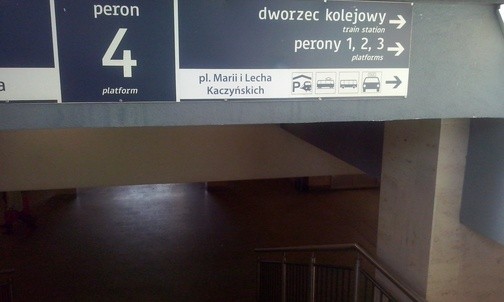 a
peron
4
platform
dworzec kolejowy
train station
perony 1, 2, 3
platforms
pl. Marii i Lecha
Kaczyńskich
P